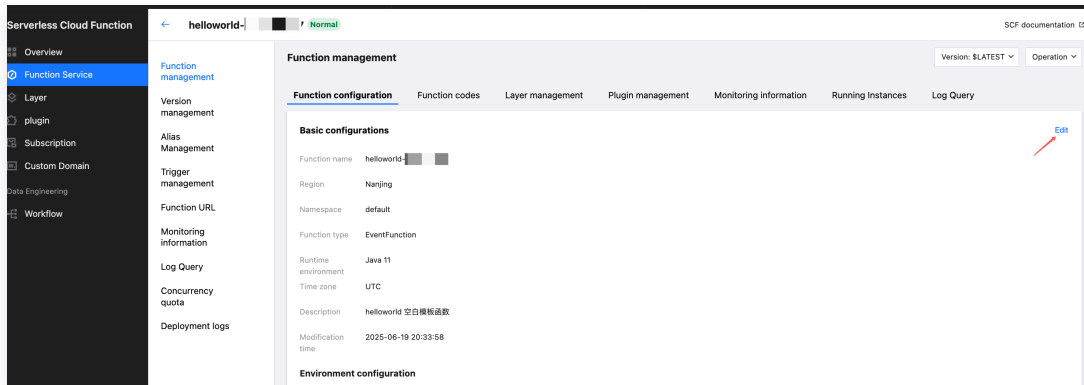 Serverless Cloud Function
Overview
Function Service
Layer
plugin
Subscription
Custom Domain
Data Engineering
Workflow
helloworld-
Normal
SCF documentation
Function
management
Version
management
Alias
Management
Trigger
management
Function URL
Monitoring
information
Log Query
Concurrency
quota
Deployment logs
Function management
Version: $LATEST
Operation
Function configuration Function codes Layer management Plugin management Monitoring information Running Instances Log Query
Basic configurations
Edit
Function name helloworld-
Region Nanjing
Namespace default
Function type EventFunction
Runtime
environment Java 11
Time zone UTC
Description helloworld 空白模板函数
Modification
time 2025-06-19 20:33:58
Environment configuration